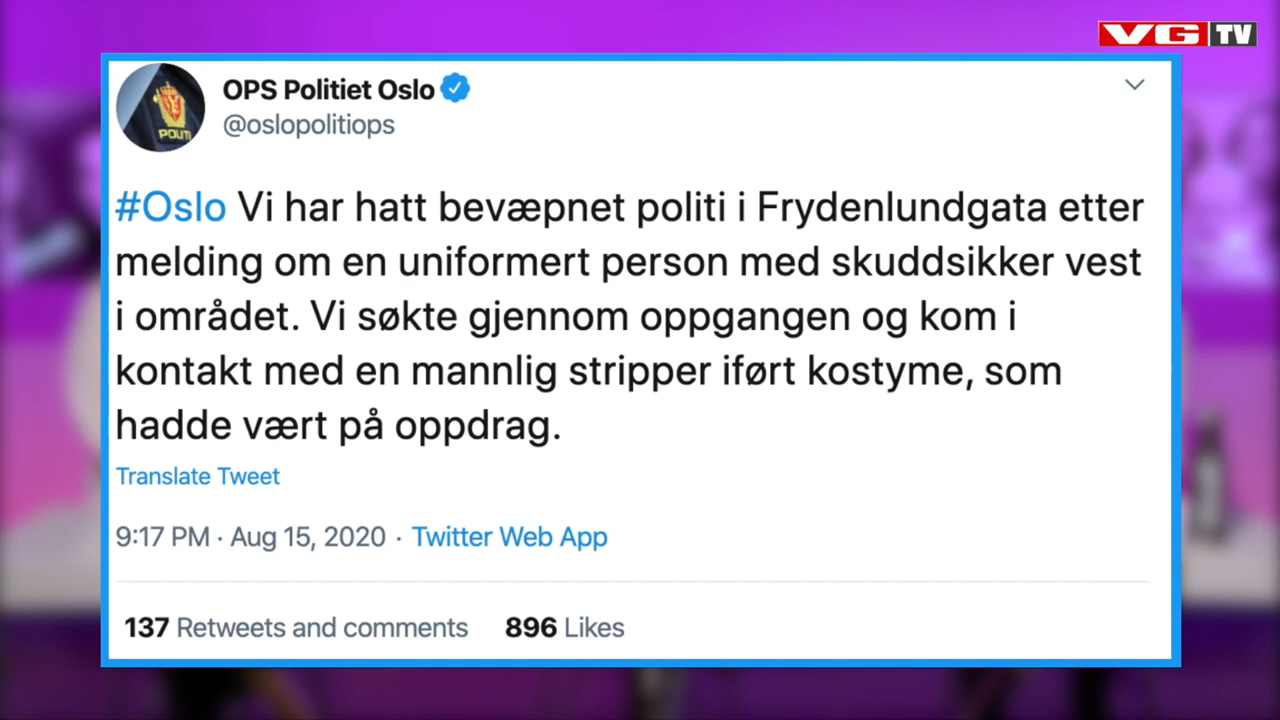 VG TV
OPS Politiet Oslo
@oslopolitiops
POLITI
#Oslo Vi har hatt bevæpnet politi i Frydenlundgata etter
melding om en uniformert person med skuddsikker vest
i området. Vi søkte gjennom oppgangen og kom i
kontakt med en mannlig stripper iført kostyme, som
hadde vært på oppdrag.
Translate Tweet
9:17 PM · Aug 15, 2020 · Twitter Web App
137 Retweets and comments 896 Likes